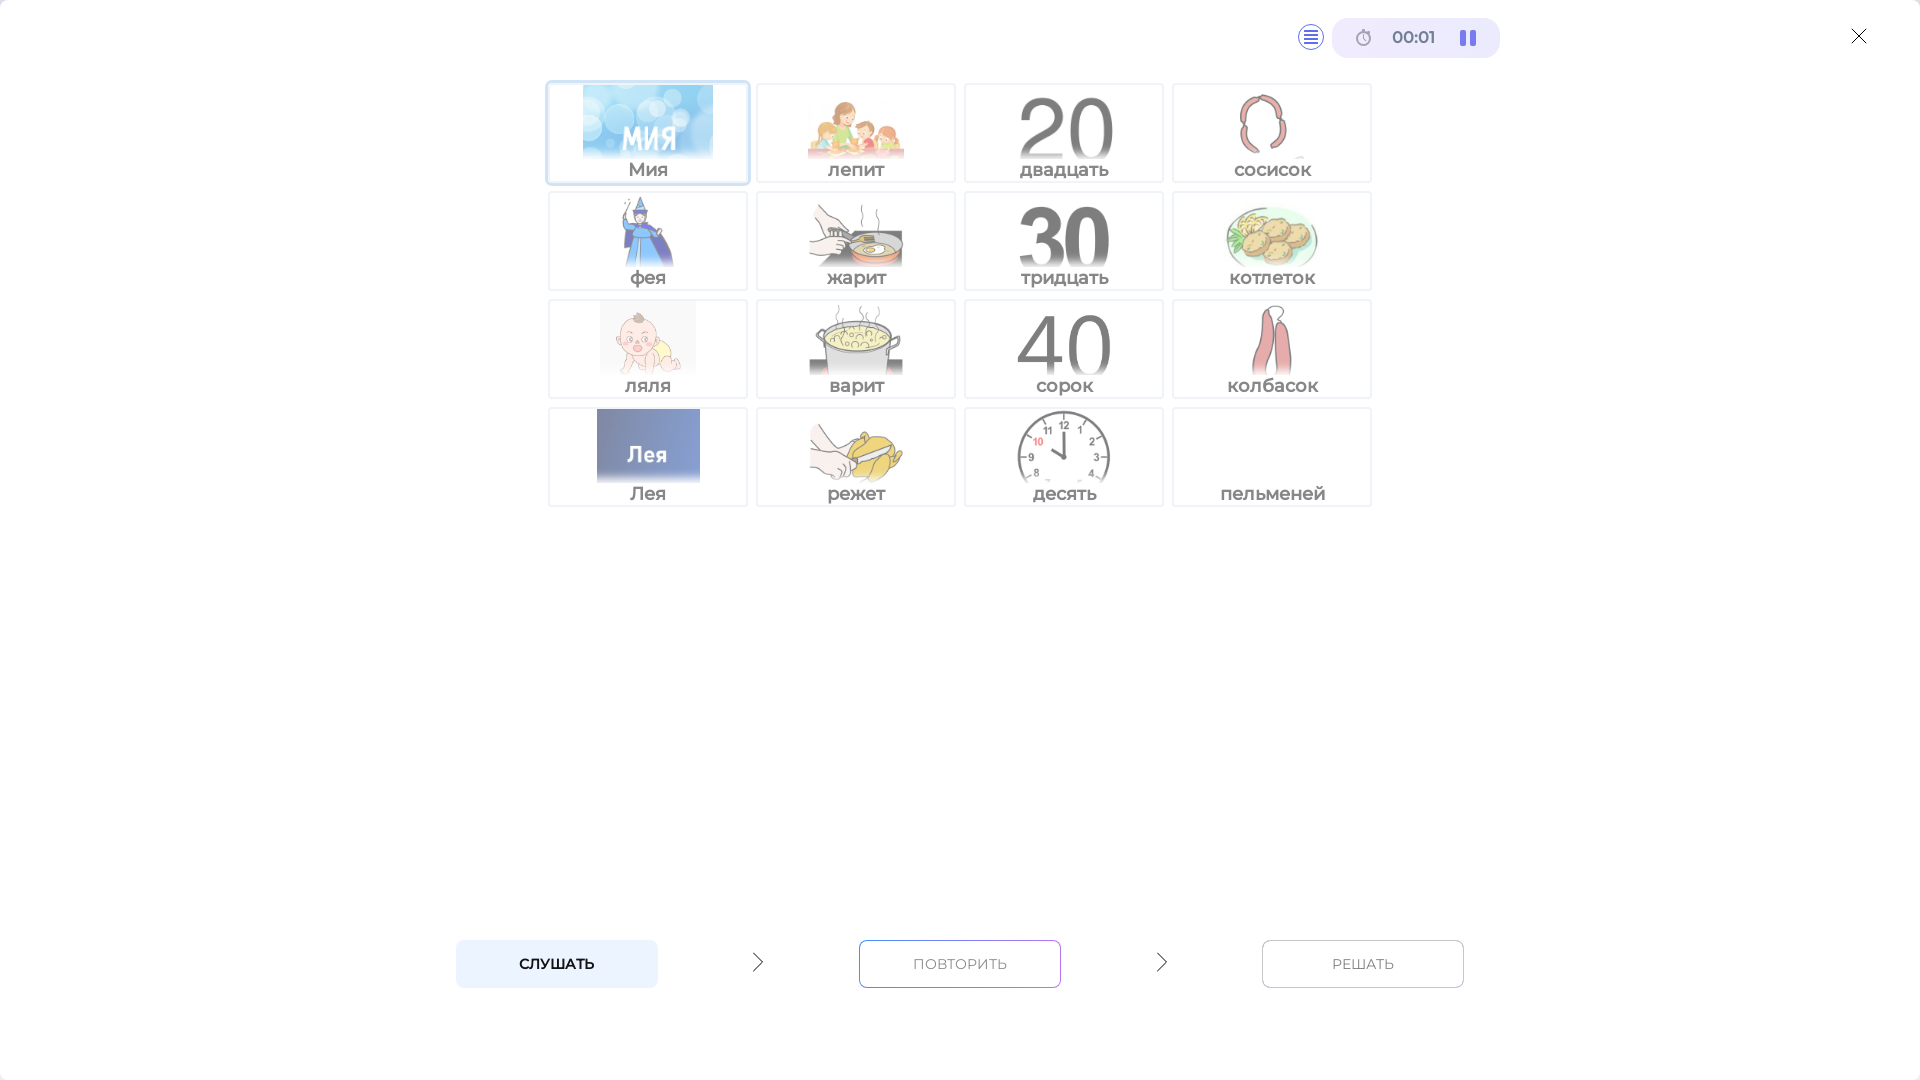 00:01
МИЯ
Мия
лепит
20
двадцать
сосисок
фея
жарит
30
тридцать
котлеток
ляля
варит
40
сорок
колбасок
Лея
Лея
режет
11 12 1
10 2
9 3
8 4
десять
пельменей
СЛУШАТЬ
ПОВТОРИТЬ
РЕШАТЬ